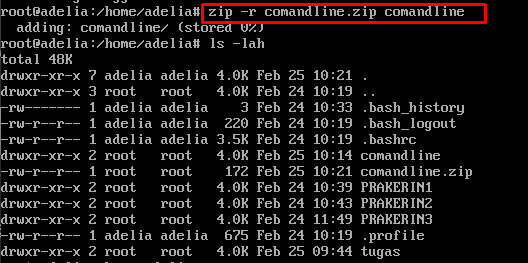 root@adelia:/home/adelia# zip -r comandline.zip comandline
adding: comandline/ (stored 0%)
root@adelia:/home/adelia# ls -lah
total 48K
drwxr-xr-x 7 adelia adelia 4.0K Feb 25 10:21 .
drwxr-xr-x 3 root root 4.0K Feb 24 10:19 ..
-rw------- 1 adelia adelia 3 Feb 24 10:33 .bash_history
-rw-r--r-- 1 adelia adelia 220 Feb 24 10:19 .bash_logout
-rw-r--r-- 1 adelia adelia 3.5K Feb 24 10:19 .bashrc
drwxr-xr-x 2 root root 4.0K Feb 25 10:14 comandline
-rw-r--r-- 1 root root 172 Feb 25 10:21 comandline.zip
drwxr-xr-x 2 root root 4.0K Feb 24 10:39 PRAKERIN1
drwxr-xr-x 2 root root 4.0K Feb 24 10:43 PRAKERIN2
drwxr-xr-x 2 root root 4.0K Feb 24 11:49 PRAKERIN3
-rw-r--r-- 1 adelia adelia 675 Feb 24 10:19 .profile
drwxr-xr-x 2 root root 4.0K Feb 25 09:44 tugas